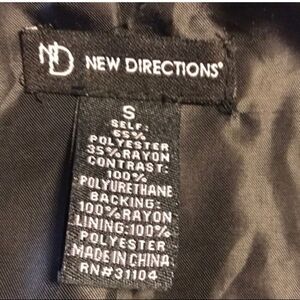 ND NEW DIRECTIONS®
S
SELF:
65%
POLYESTER
35%RAYON
CONTRAST:
100%
POLYURETHANE
BACKING:
100%RAYON
LINING:100%
POLYESTER
MADE IN CHINA
RN#31104